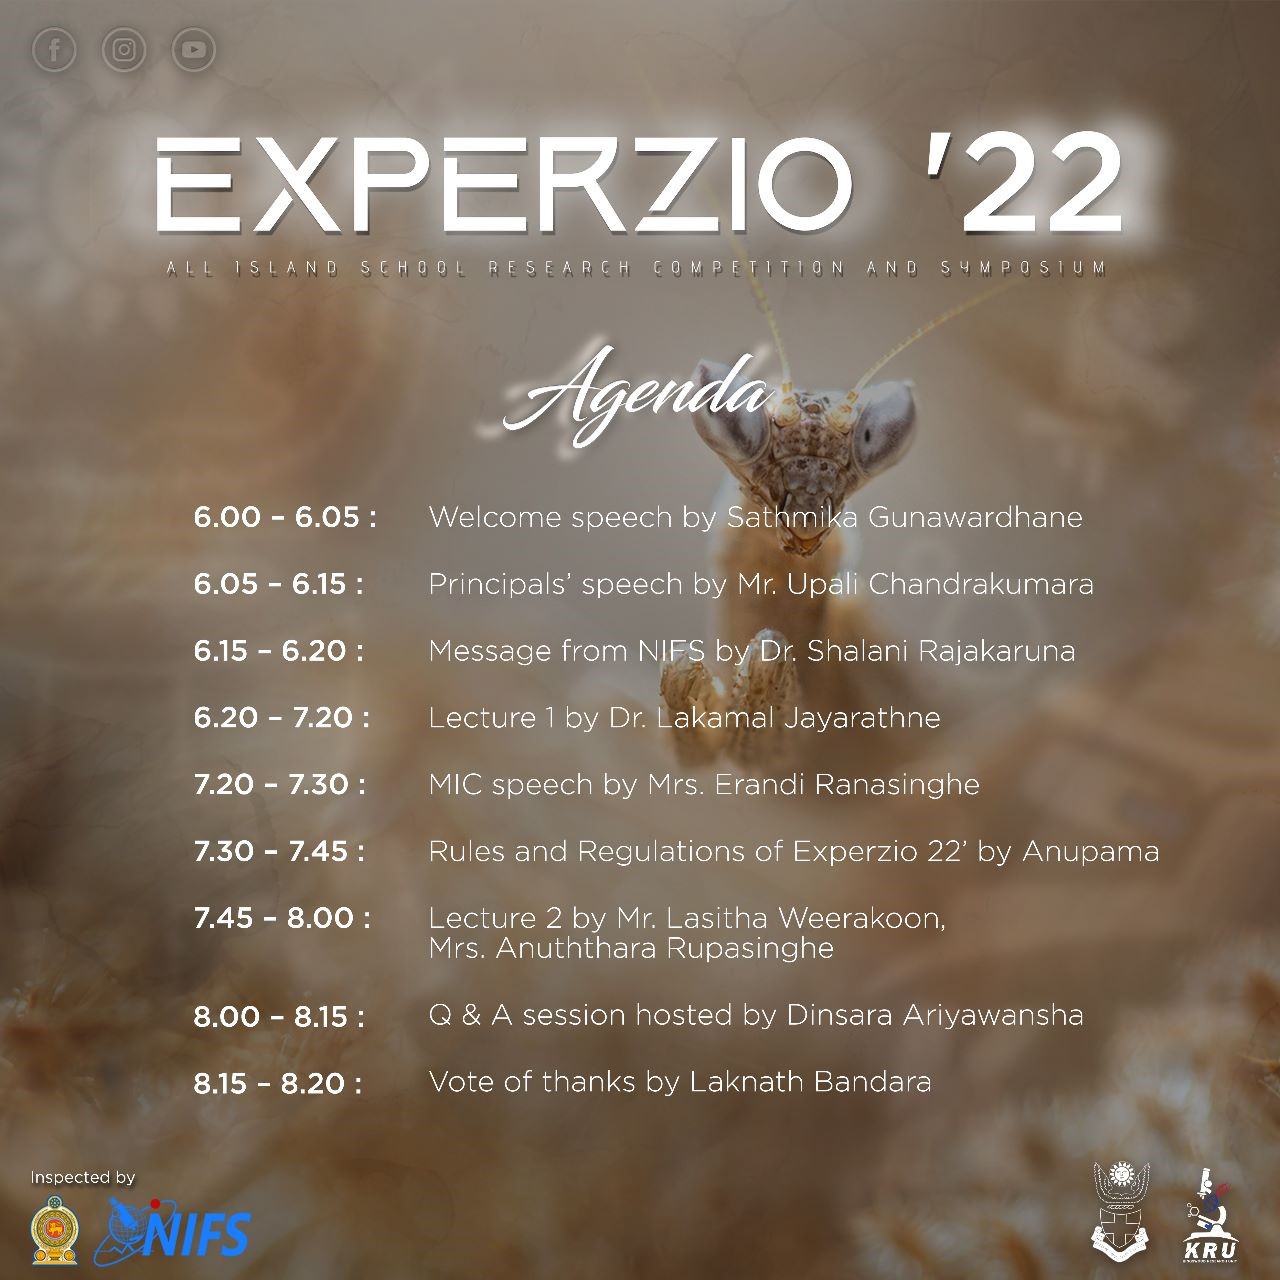 EXPERZIO '22
ALL ISLAND SCHOOL RESEARCH COMPETITION AND SYMPOSIUM
Agenda
6.00 – 6.05 : Welcome speech by Sathmika Gunawardhane
6.05 – 6.15 : Principals’ speech by Mr. Upali Chandrakumara
6.15 – 6.20 : Message from NIFS by Dr. Shalani Rajakaruna
6.20 – 7.20 : Lecture 1 by Dr. Lakamal Jayarathne
7.20 – 7.30 : MIC speech by Mrs. Erandi Ranasinghe
7.30 – 7.45 : Rules and Regulations of Experzio 22’ by Anupama
7.45 – 8.00 : Lecture 2 by Mr. Lasitha Weerakoon,
Mrs. Anuththara Rupasinghe
8.00 – 8.15 : Q & A session hosted by Dinsara Ariyawansha
8.15 – 8.20 : Vote of thanks by Laknath Bandara
Inspected by
NIFS
KRU